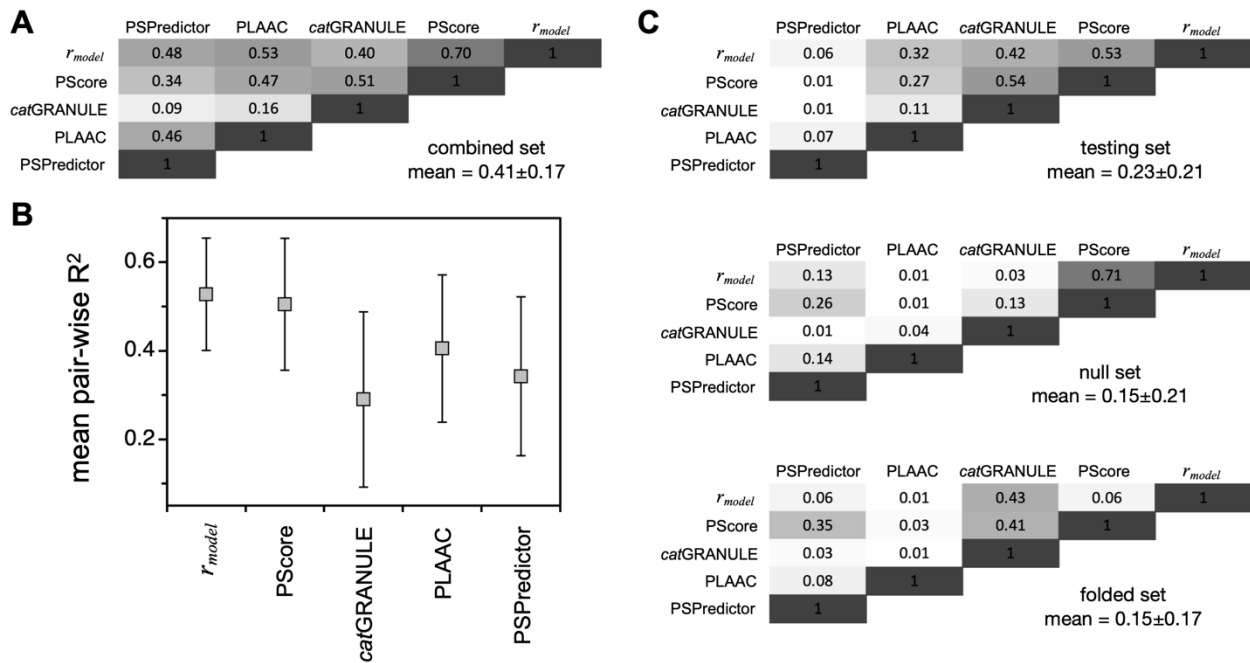 A
PSPredictor PLAAC catGRANULE PScore r_model
r_model 0.48 0.53 0.40 0.70 1
PScore 0.34 0.47 0.51 1
catGRANULE 0.09 0.16 1
PLAAC 0.46 1
PSPredictor 1
combined set
mean = 0.41±0.17
B
mean pair-wise R²
0.6
0.4
0.2
r_model
PScore
catGRANULE
PLAAC
PSPredictor
C
PSPredictor PLAAC catGRANULE PScore r_model
r_model 0.06 0.32 0.42 0.53 1
PScore 0.01 0.27 0.54 1
catGRANULE 0.01 0.11 1
PLAAC 0.07 1
PSPredictor 1
testing set
mean = 0.23±0.21
PSPredictor PLAAC catGRANULE PScore r_model
r_model 0.13 0.01 0.03 0.71 1
PScore 0.26 0.01 0.13 1
catGRANULE 0.01 0.04 1
PLAAC 0.14 1
PSPredictor 1
null set
mean = 0.15±0.21
PSPredictor PLAAC catGRANULE PScore r_model
r_model 0.06 0.01 0.43 0.06 1
PScore 0.35 0.03 0.41 1
catGRANULE 0.03 0.01 1
PLAAC 0.08 1
PSPredictor 1
folded set
mean = 0.15±0.17